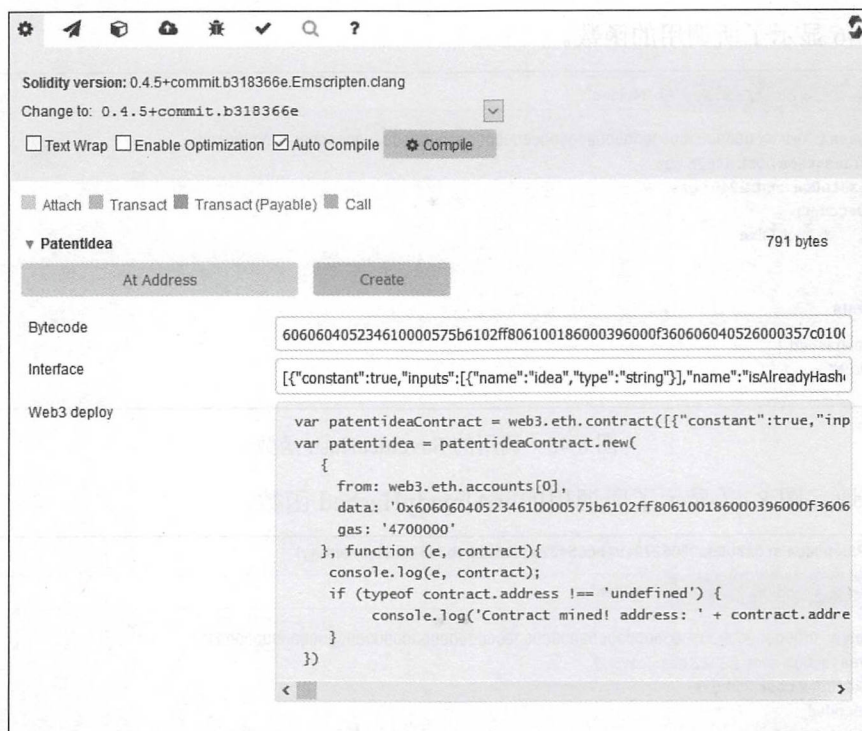 ?
Solidity version: 0.4.5+commit.b318366e.Emscripten.clang
Change to: 0.4.5+commit.b318366e
Text Wrap Enable Optimization Auto Compile Compile
Attach Transact Transact (Payable) Call
PatentIdea 791 bytes
At Address Create
Bytecode
606060405234610000575b6102ff806100186000396000f360606040526000357c010(
Interface
[{"constant":true,"inputs":[{"name":"idea","type":"string"}],"name":"isAlreadyHash
Web3 deploy
var patentideaContract = web3.eth.contract([{"constant":true,"inp
var patentidea = patentideaContract.new(
{
from: web3.eth.accounts[0],
data: '0x606060405234610000575b6102ff806100186000396000f3606
gas: '4700000'
}, function (e, contract){
console.log(e, contract);
if (typeof contract.address !== 'undefined') {
console.log('Contract mined! address: ' + contract.addre
}
})